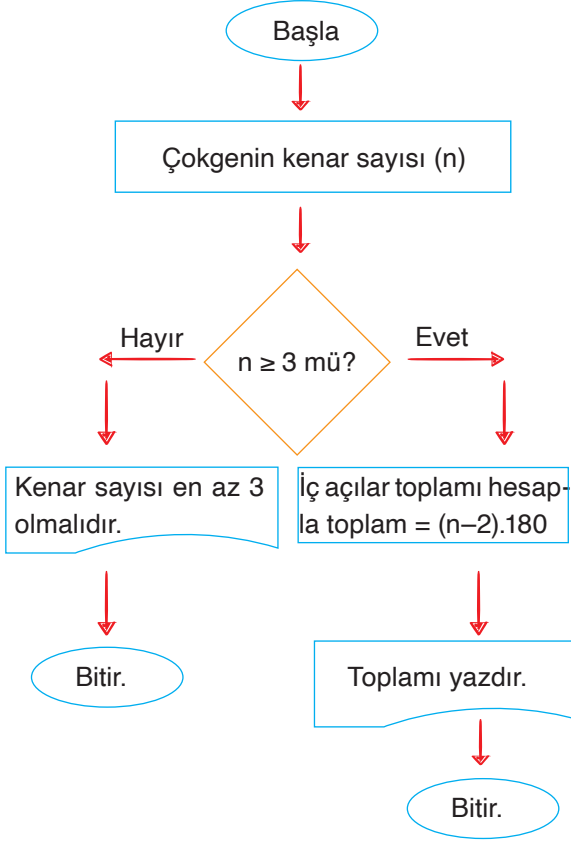 Başla
Çokgenin kenar sayısı (n)
Hayır
Evet
n ≥ 3 mü?
Kenar sayısı en az 3
olmalıdır.
İç açılar toplamı hesap-
la toplam = (n–2).180
Bitir.
Toplamı yazdır.
Bitir.